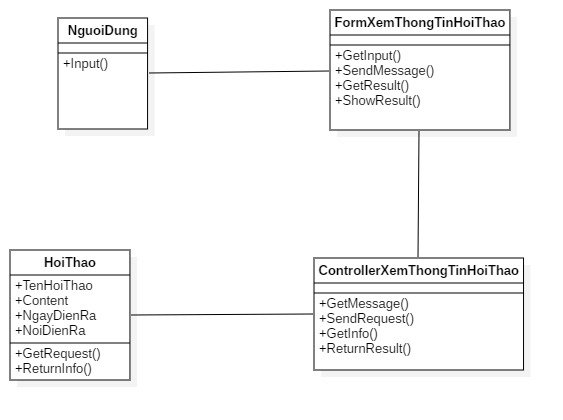 NguoiDung
+Input()
FormXemThongTinHoiThao
+GetInput()
+SendMessage()
+GetResult()
+ShowResult()
HoiThao
+TenHoiThao
+Content
+NgayDienRa
+NoiDienRa
+GetRequest()
+ReturnInfo()
ControllerXemThongTinHoiThao
+GetMessage()
+SendRequest()
+GetInfo()
+ReturnResult()